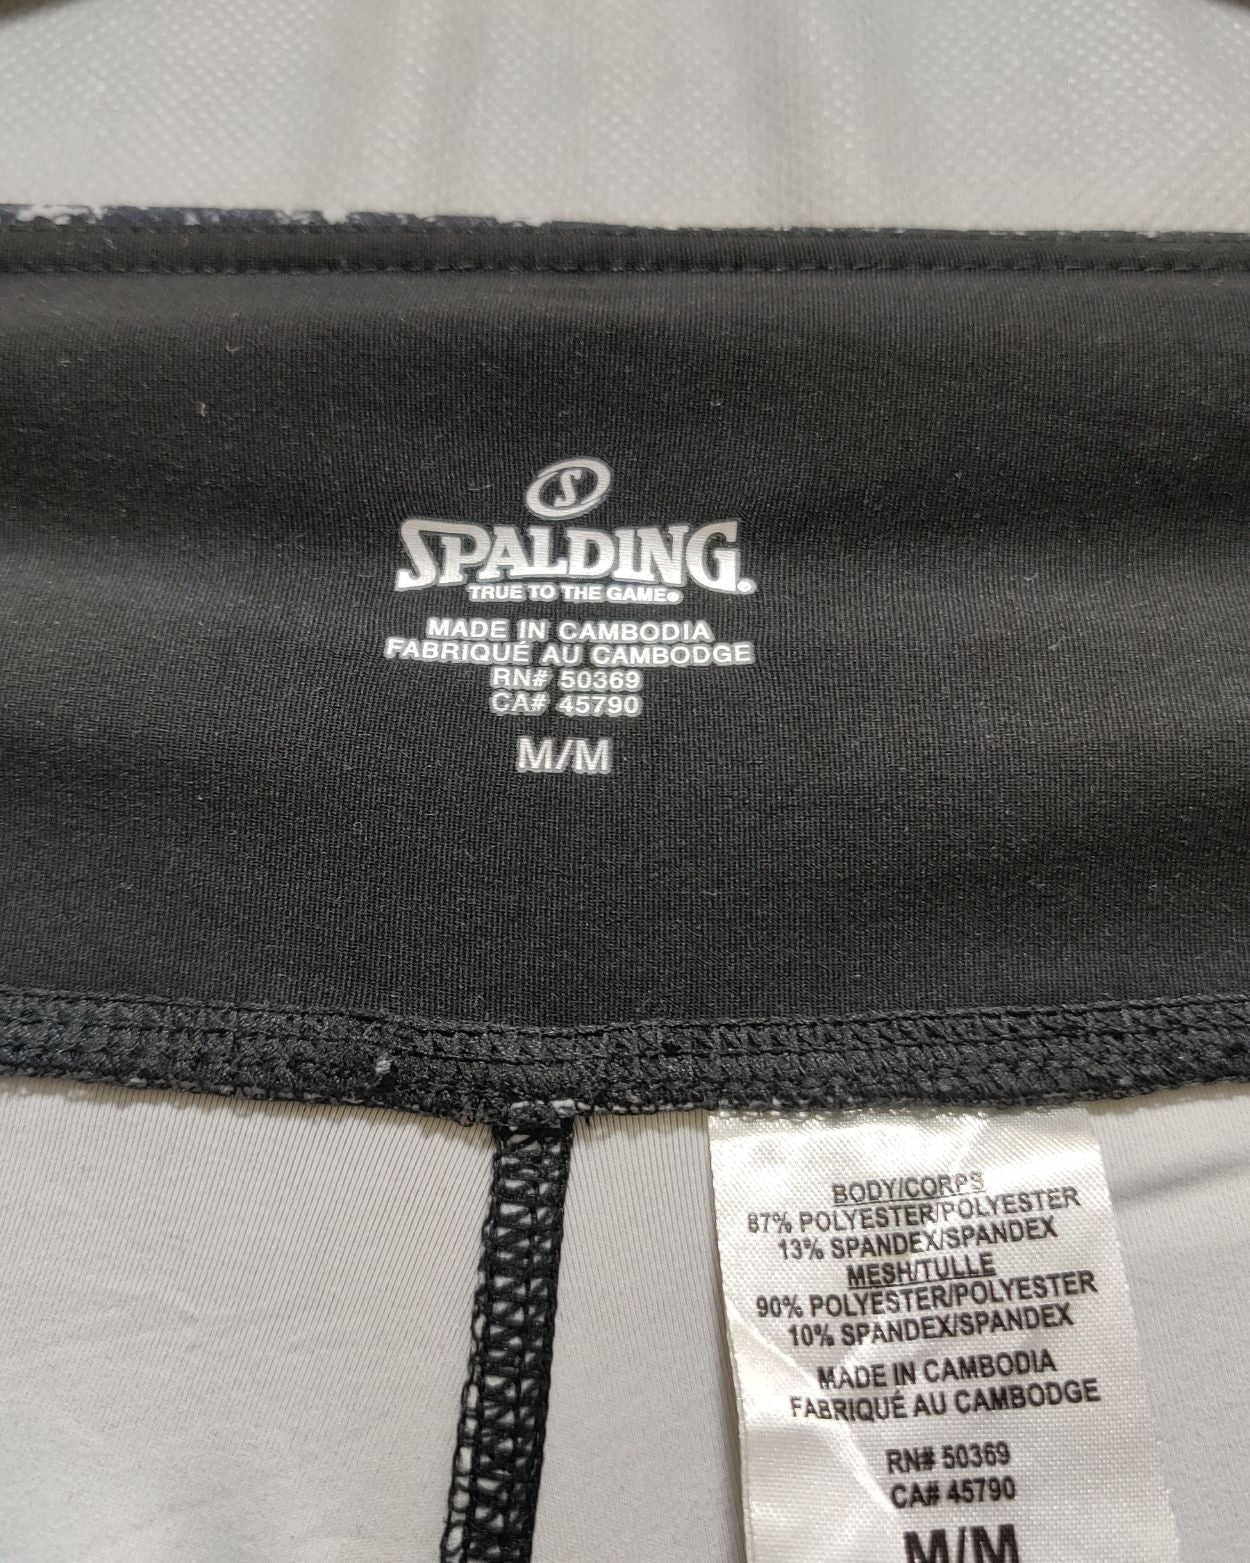 S
SPALDING®
TRUE TO THE GAME®
MADE IN CAMBODIA
FABRIQUÉ AU CAMBODGE
RN# 50369
CA# 45790
M/M
BODY/CORPS
87% POLYESTER/POLYESTER
13% SPANDEX/SPANDEX
MESH/TULLE
90% POLYESTER/POLYESTER
10% SPANDEX/SPANDEX
MADE IN CAMBODIA
FABRIQUÉ AU CAMBODGE
RN# 50369
CA# 45790
M/M